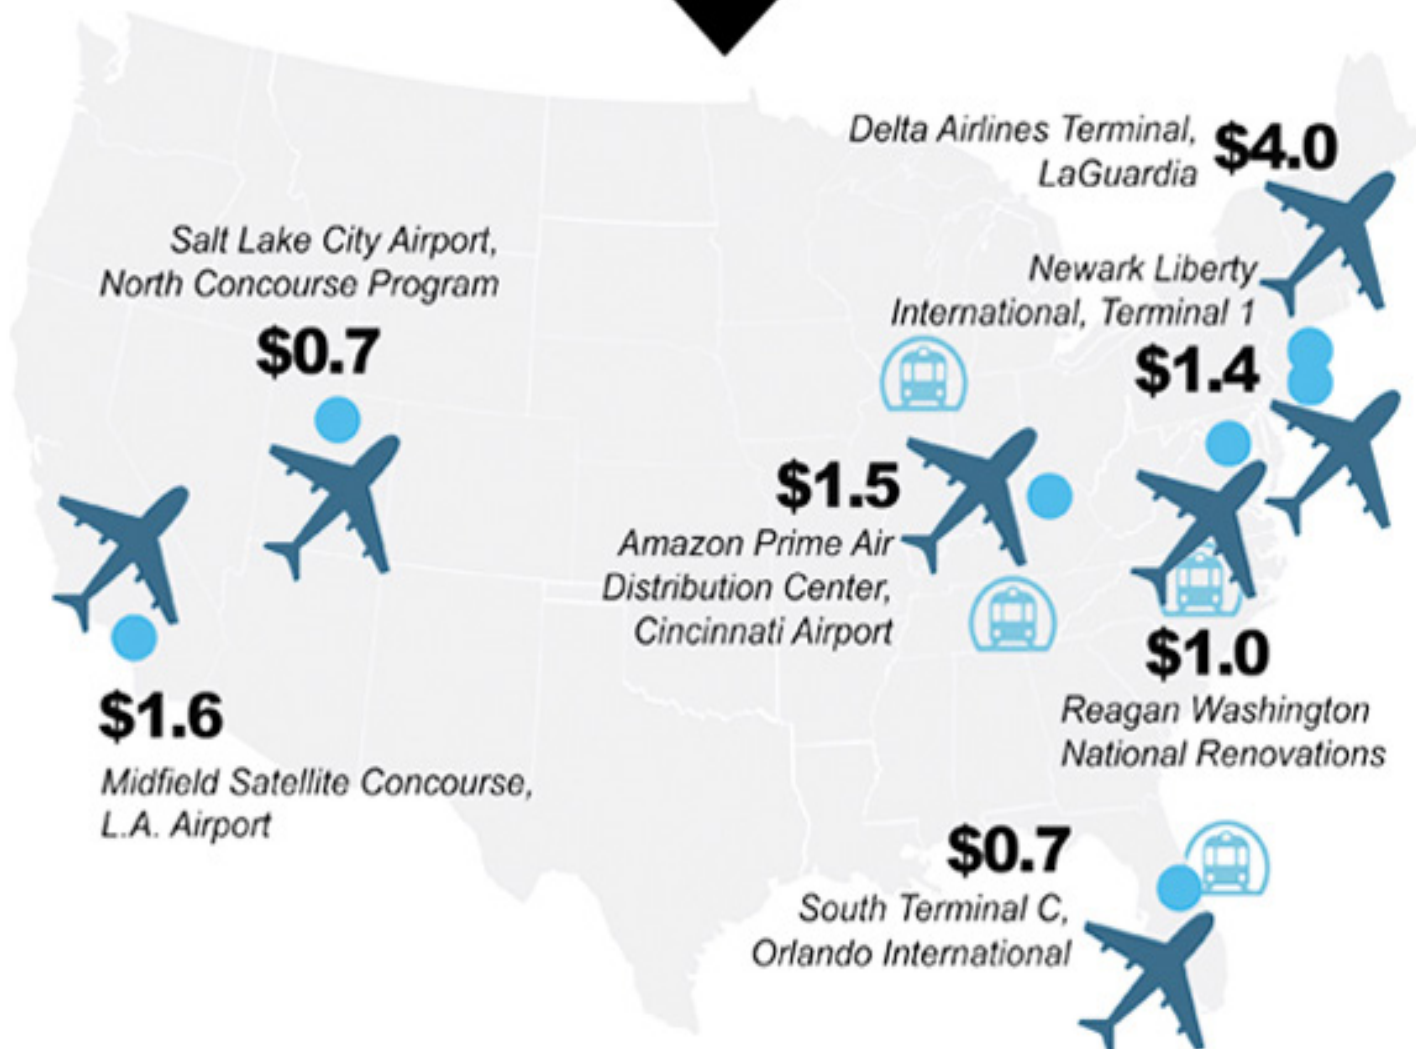 Delta Airlines Terminal,
LaGuardia
$4.0
Salt Lake City Airport,
North Concourse Program
$0.7
Newark Liberty
International, Terminal 1
$1.4
$1.5
Amazon Prime Air
Distribution Center,
Cincinnati Airport
$1.0
Reagan Washington
National Renovations
$1.6
Midfield Satellite Concourse,
L.A. Airport
$0.7
South Terminal C,
Orlando International